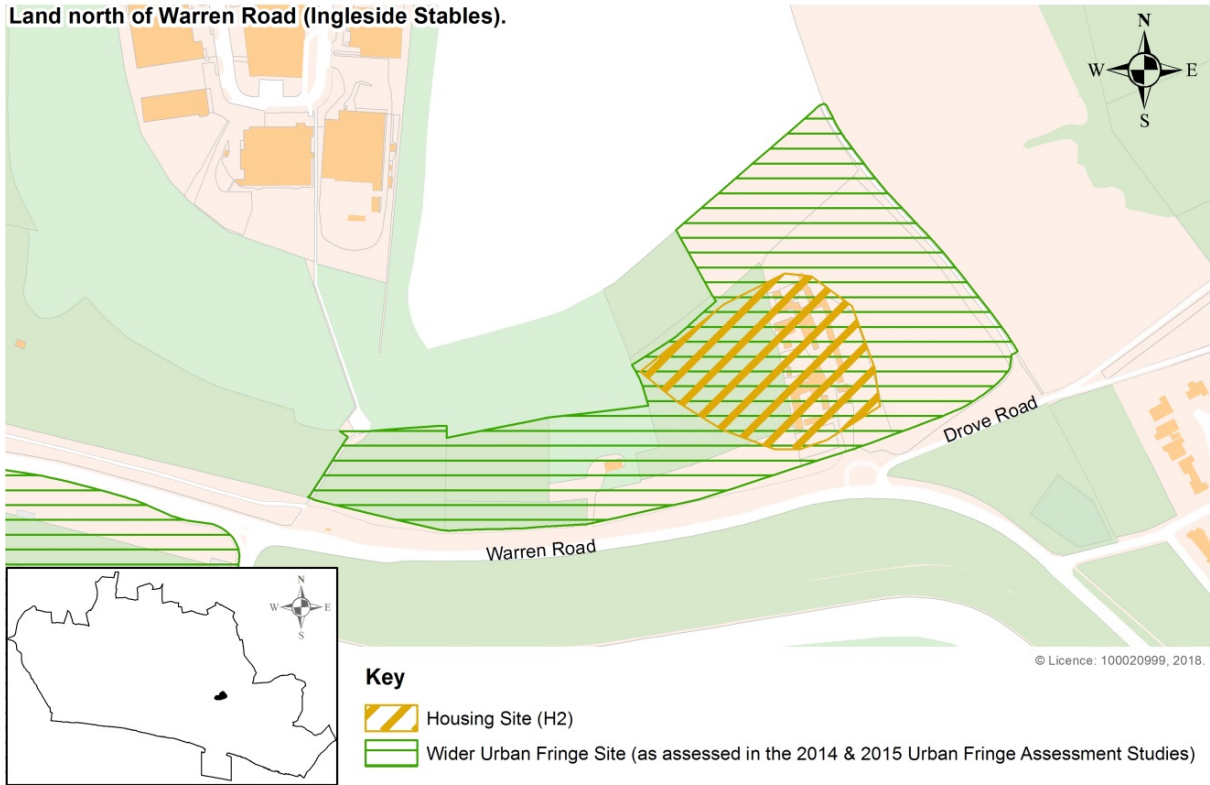 Land north of Warren Road (Ingleside Stables).
N
W E
S
Drove Road
Warren Road
N
W E
S
© Licence: 100020999, 2018.
Key
Housing Site (H2)
Wider Urban Fringe Site (as assessed in the 2014 & 2015 Urban Fringe Assessment Studies)